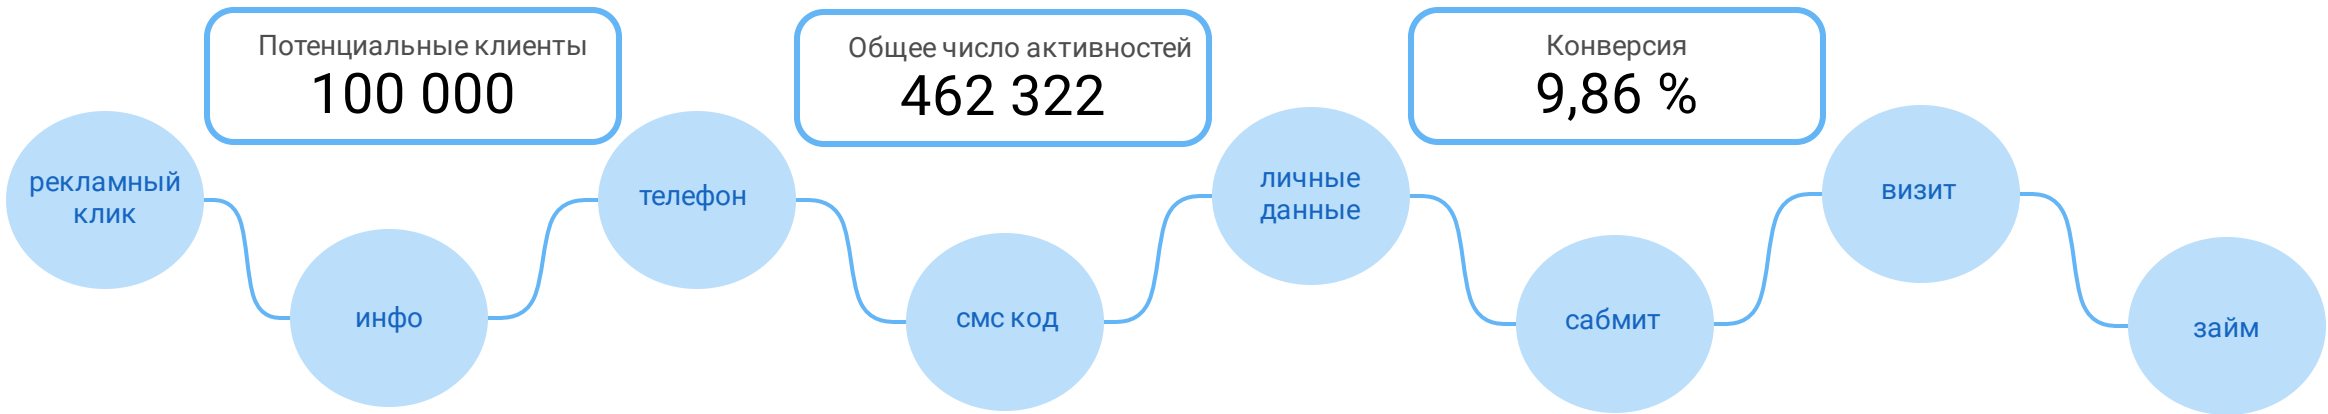 Потенциальные клиенты
100 000
Общее число активностей
462 322
Конверсия
9,86 %
рекламный
клик
инфо
телефон
смс код
личные
данные
сабмит
визит
займ